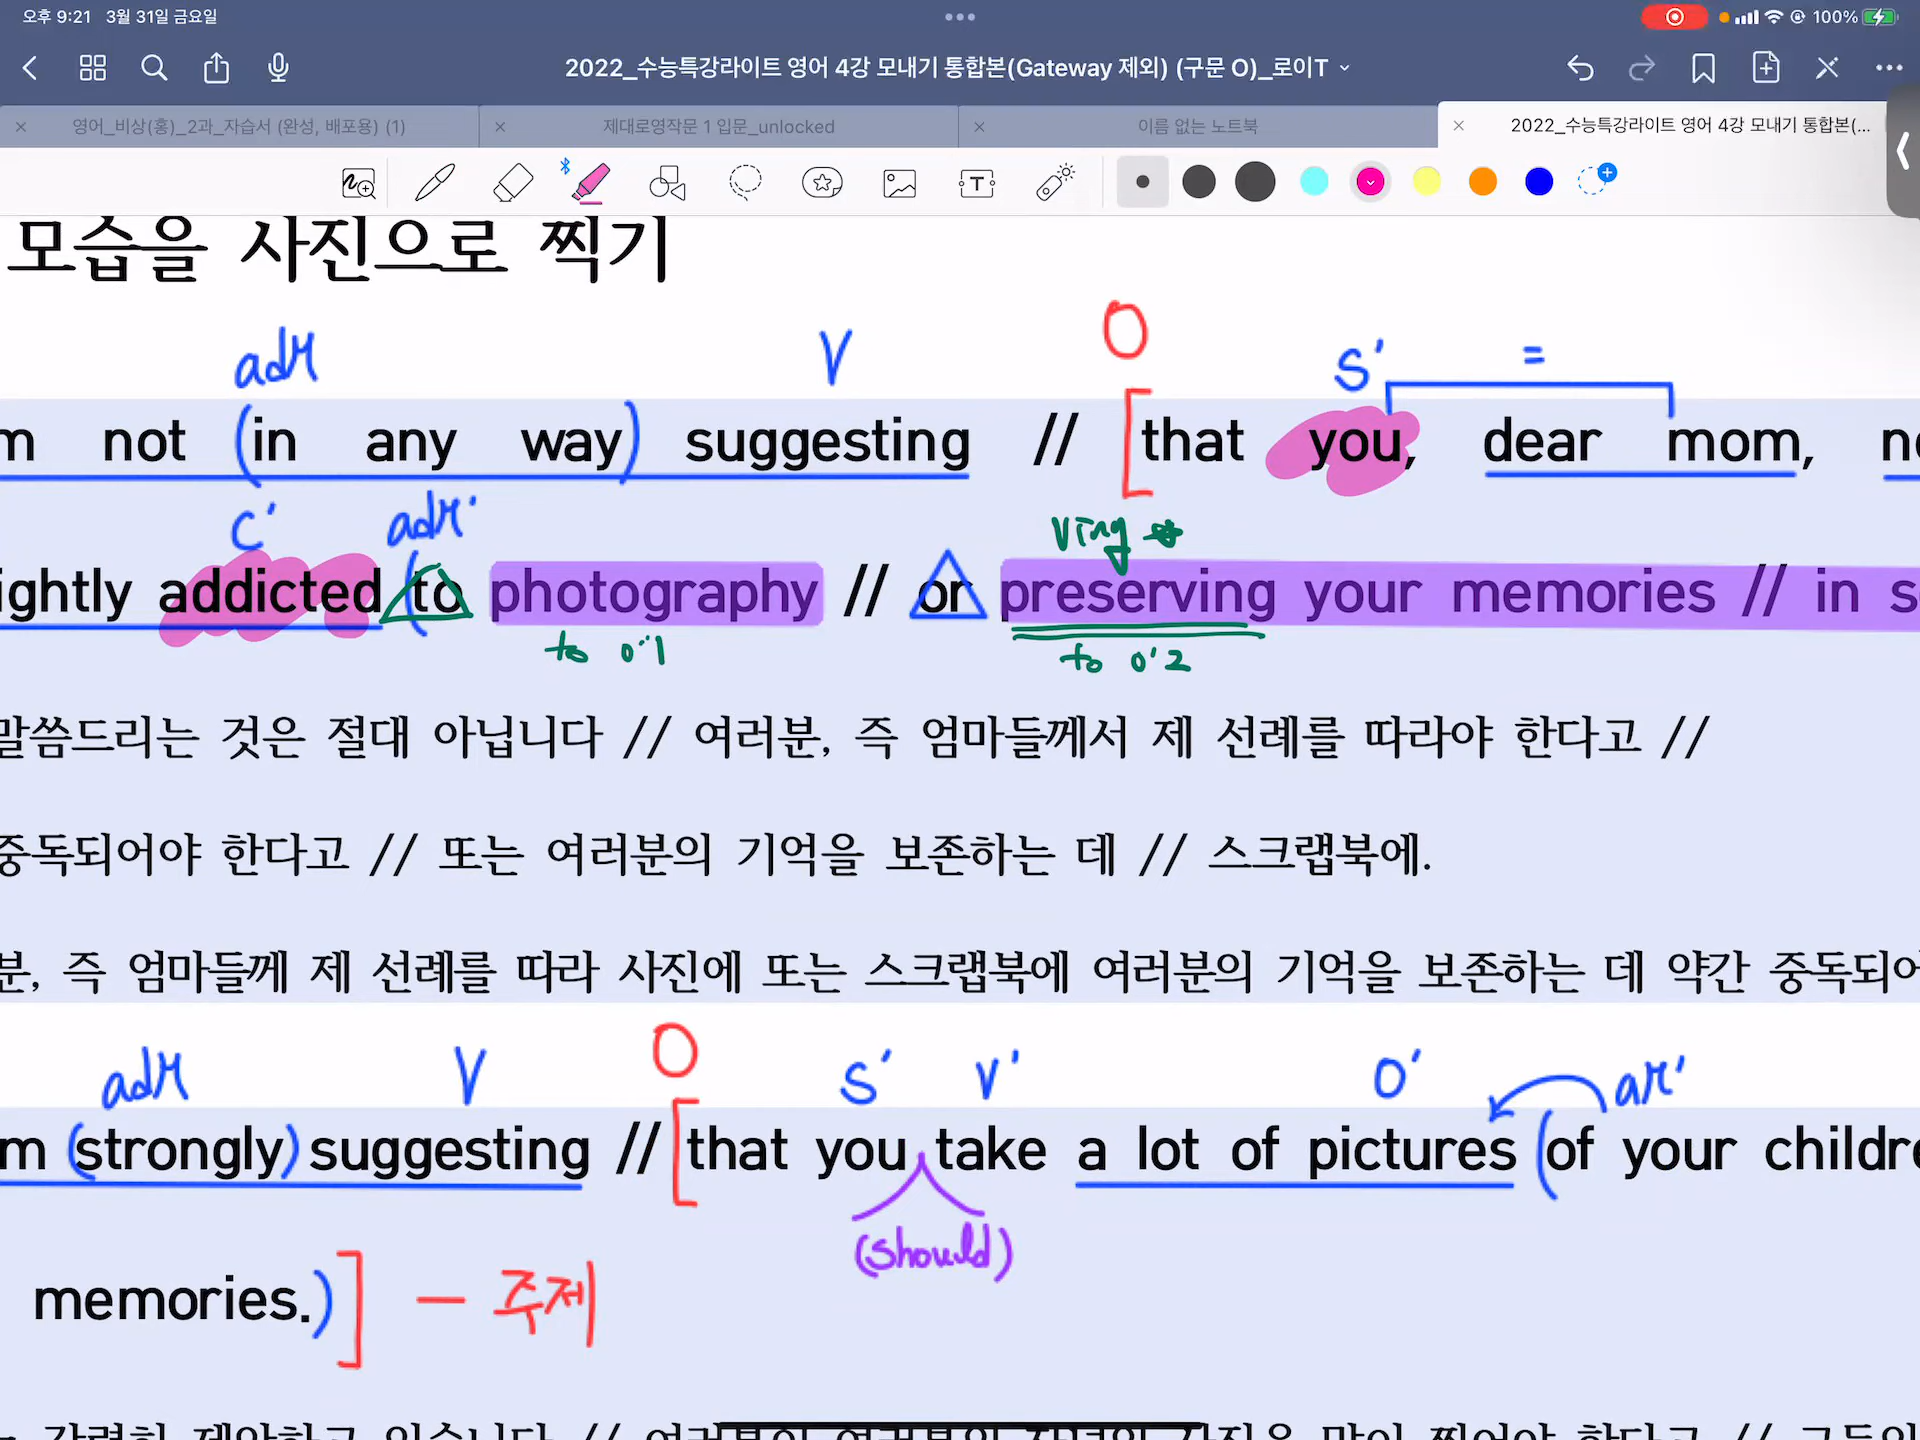 오후 9:21 3월 31일 금요일
100%
2022_수능특강라이트 영어 4강 모내기 통합본(Gateway 제외) (구문 O)_로이T
영어_비상(홍)_2과_자습서 (완성, 배포용) (1) 제대로영작문 1 입문_unlocked 이름 없는 노트북 2022_수능특강라이트 영어 4강 모내기 통합본(...
모습을 사진으로 찍기
V O S' =
m not (in any way) suggesting // [that you, dear mom,
C' Ving
ightly addicted (to photography // or preserving your memories // in
to O'1 to O'2
말씀드리는 것은 절대 아닙니다 // 여러분, 즉 엄마들께서 제 선례를 따라야 한다고 //
중독되어야 한다고 // 또는 여러분의 기억을 보존하는 데 // 스크랩북에.
분, 즉 엄마들께 제 선례를 따라 사진에 또는 스크랩북에 여러분의 기억을 보존하는 데 약간 중독되어
V O S' V' O'
m (strongly) suggesting // [that you take a lot of pictures (of your childre
(should)
memories.)] - 주제